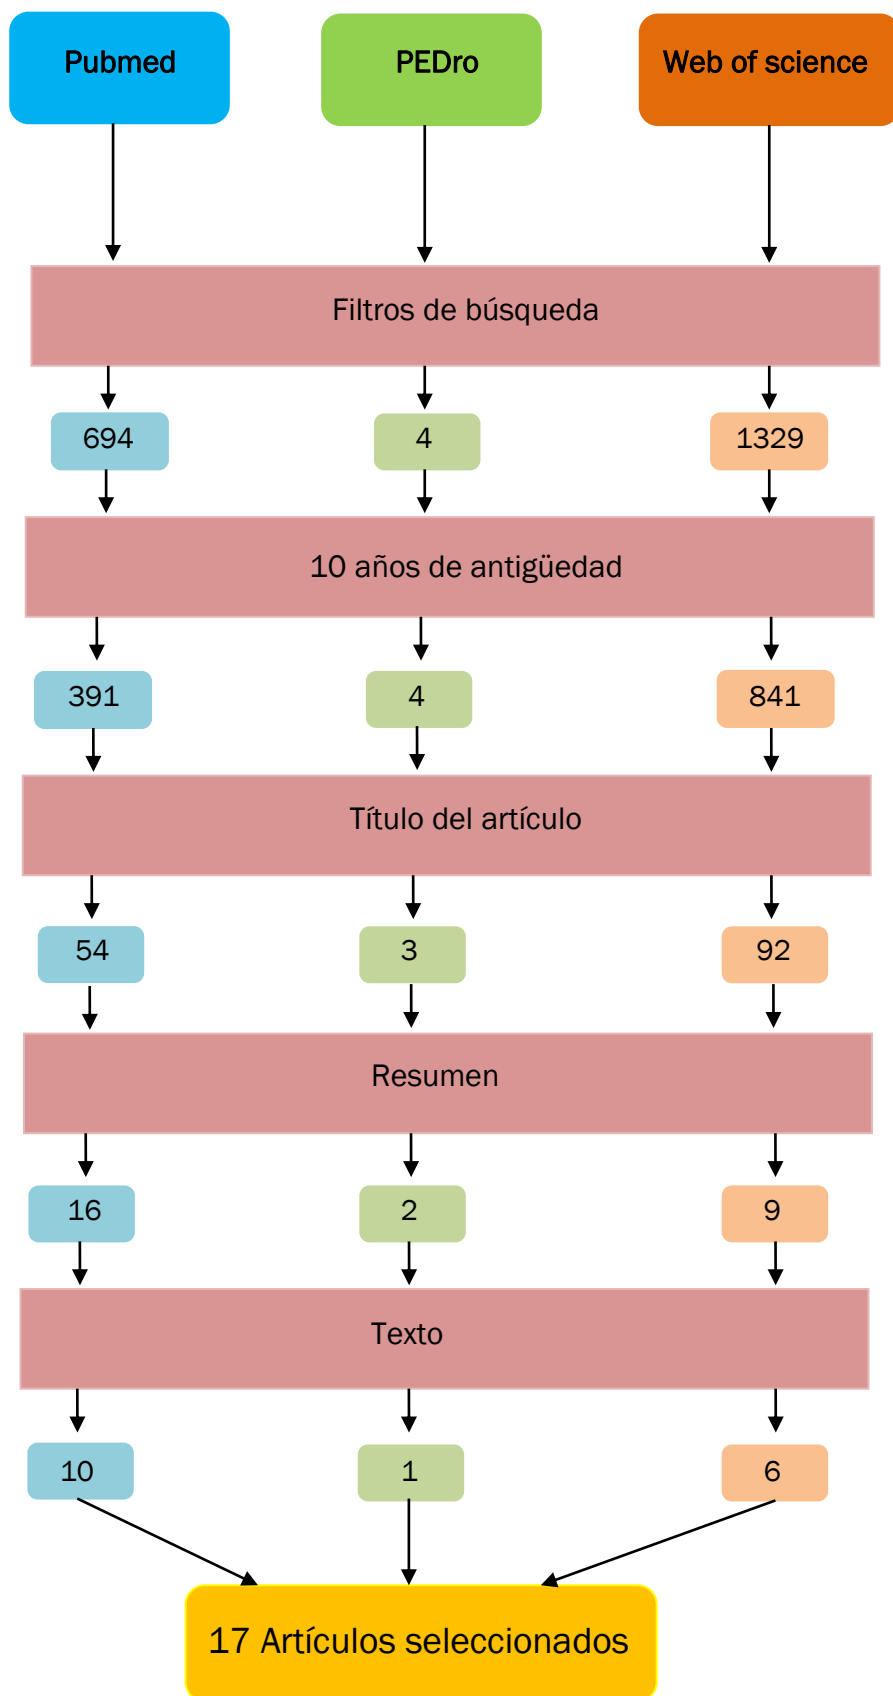 Pubmed
PEDro
Web of science
Filtros de búsqueda
694
4
1329
10 años de antigüedad
391
4
841
Título del artículo
54
3
92
Resumen
16
2
9
Texto
10
1
6
17 Artículos seleccionados